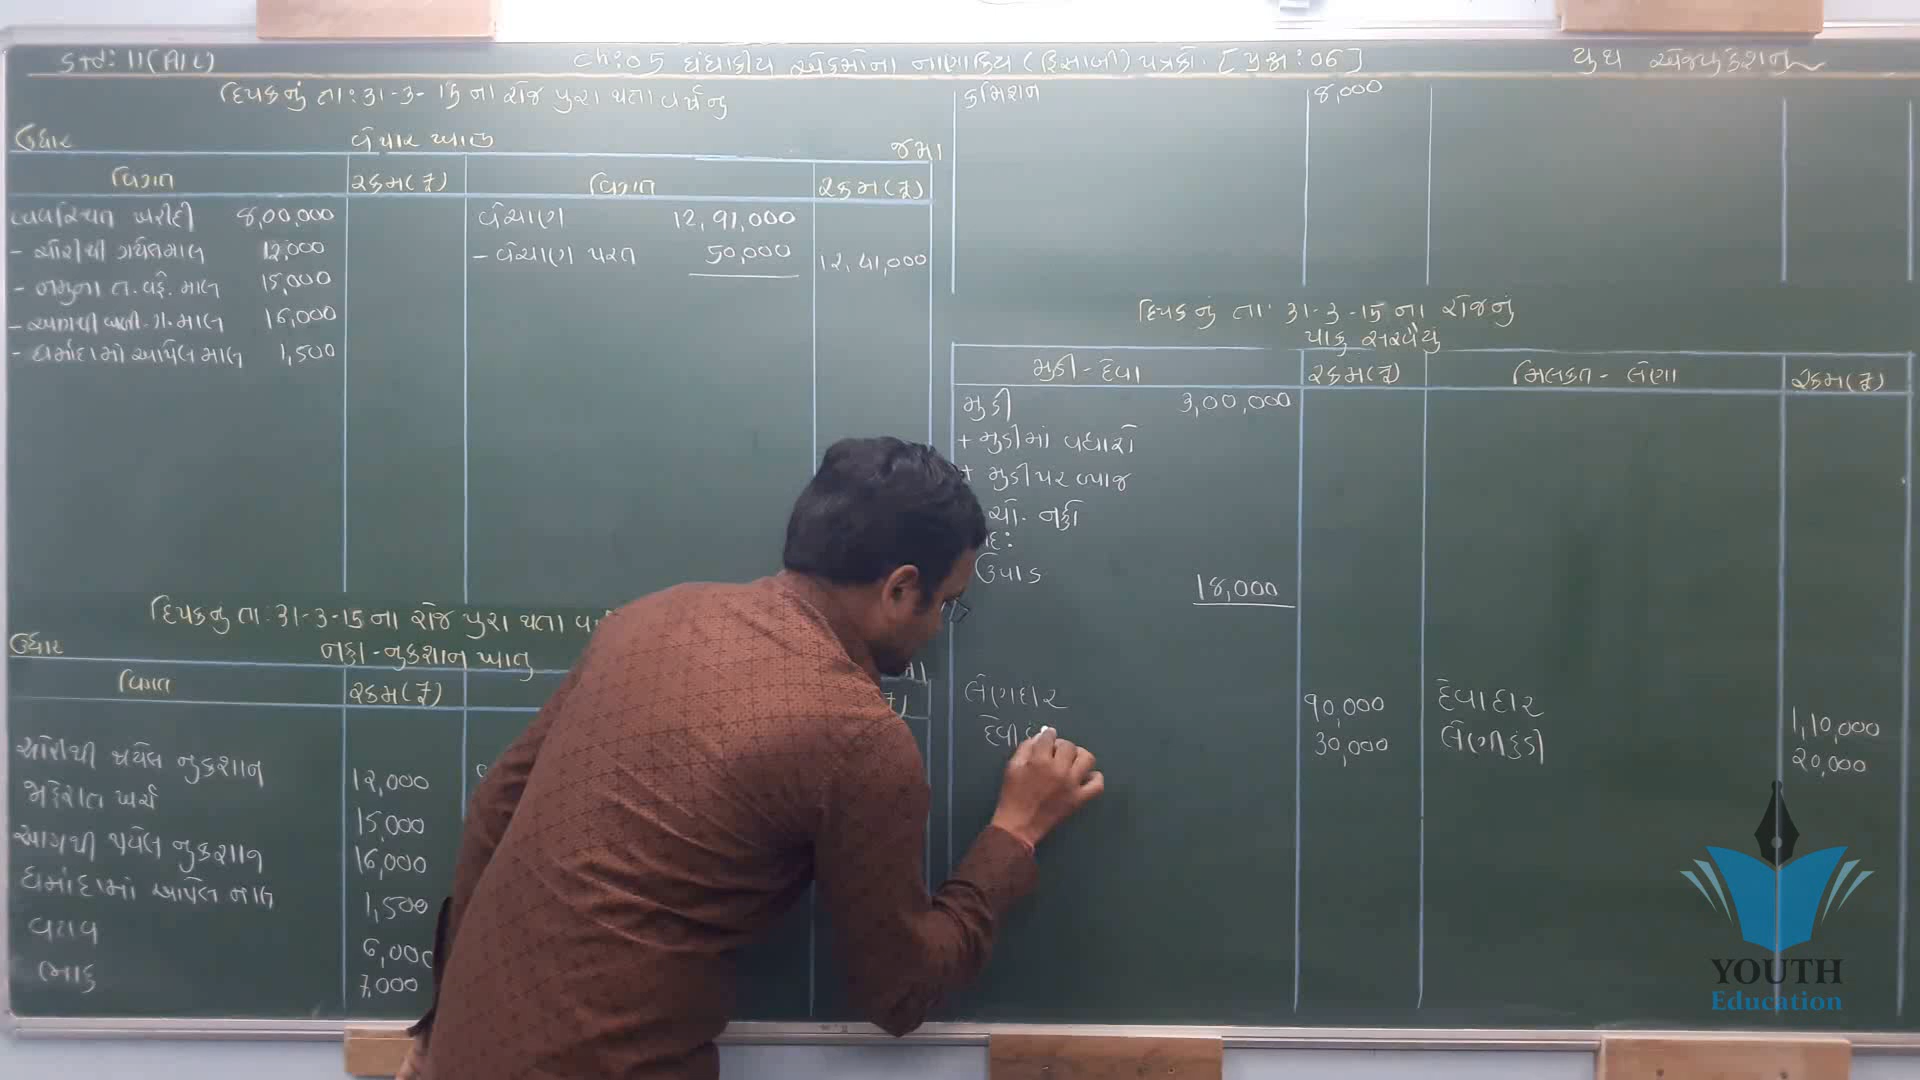 Std: 11 (A/c)
Ch: 05 ધંધાકીય એકમોના નાણાકિય (હિસાબી) પત્રકો. [પ્રશ્ન: 06]
યુથ એજ્યુકેશન
દિપકનું તા: 31-3-15 ના રોજ પુરા થતા વર્ષનું
ઉધાર વેપાર ખાતુ જમા
વિગત રકમ(રૂ) વિગત રકમ(રૂ)
ખરીદી 8,00,000 વેચાણ 12,91,000
- ચોરીથી ગયેલમાલ 12,000 - વેચાણ પરત 50,000 12,41,000
- નમુના ત. વહેં. માલ 15,000
- આગથી બળી. ગ. માલ 16,000
- ધર્માદામાં આપેલ માલ 1,500
દિપકનું તા: 31-3-15 ના રોજ પુરા થતા
ઉધાર નફા-નુકશાન ખાતુ
વિગત રકમ(રૂ)
ચોરીથી થયેલ નુકશાન 12,000
જાહેરાત ખર્ચ 15,000
આગથી થયેલ નુકશાન 16,000
ધર્માદામાં આપેલ માલ 1,500
વટાવ 6,000
ભાડુ 7,000
કમિશન 8,000
દિપકનું તા: 31-3-15 ના રોજનું
પાકુ સરવૈયું
મુડી - દેવા રકમ(રૂ) મિલકત - લેણા રકમ(રૂ)
મુડી 3,00,000
+ મુડીમાં વધારો
+ મુડીપર વ્યાજ
ચો. નફો
ઉપાડ 18,000
લેણદાર 90,000 દેવાદાર 1,10,000
દેવી 30,000 લેણીહુંડી 20,000
YOUTH
Education